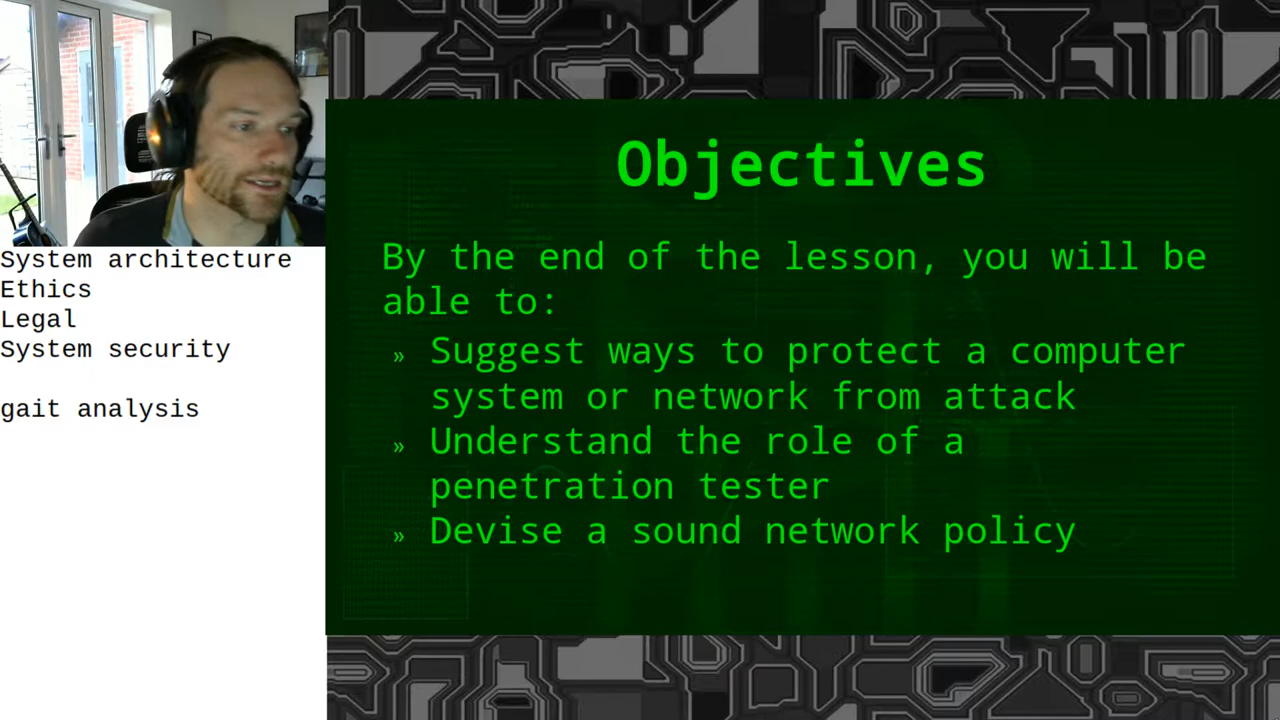 Objectives
By the end of the lesson, you will be
able to:
» Suggest ways to protect a computer
system or network from attack
» Understand the role of a
penetration tester
» Devise a sound network policy
System architecture
Ethics
Legal
System security
gait analysis